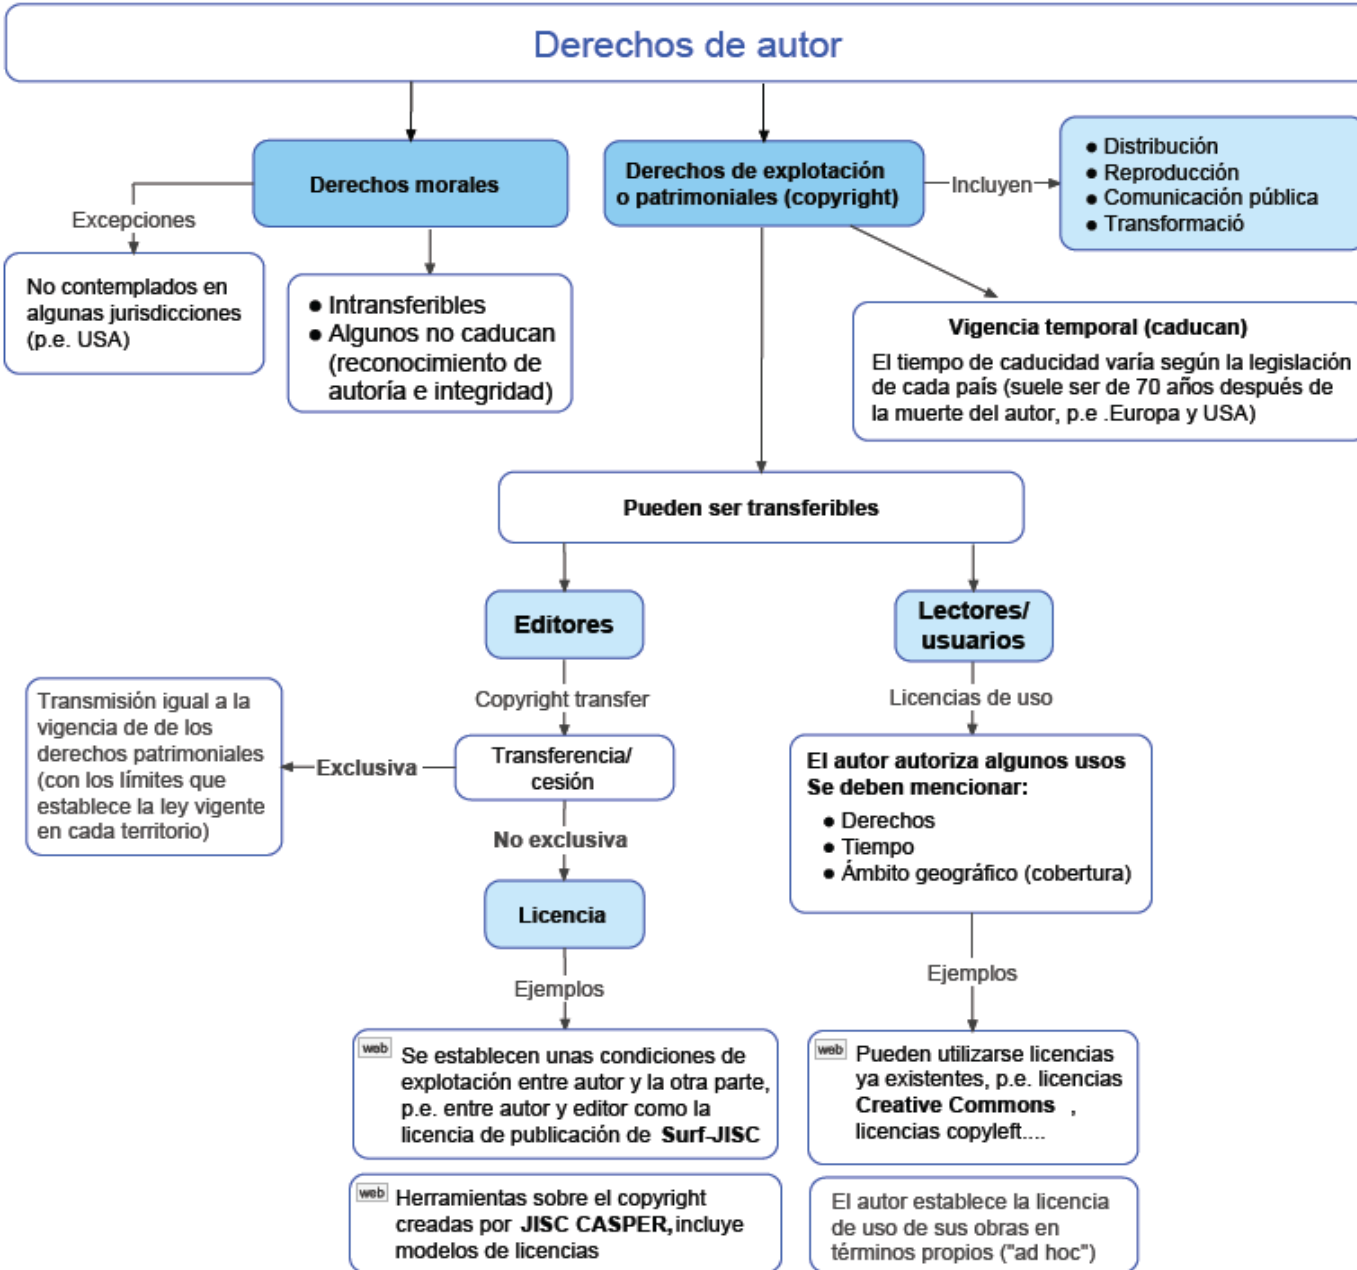 Derechos de autor
Derechos morales
Derechos de explotación
o patrimoniales (copyright)
Incluyen
● Distribución
● Reproducción
● Comunicación pública
● Transformació
Excepciones
No contemplados en
algunas jurisdicciones
(p.e. USA)
● Intransferibles
● Algunos no caducan
(reconocimiento de
autoría e integridad)
Vigencia temporal (caducan)
El tiempo de caducidad varía según la legislación
de cada país (suele ser de 70 años después de
la muerte del autor, p.e .Europa y USA)
Pueden ser transferibles
Editores
Copyright transfer
Transferencia/
cesión
Exclusiva
Transmisión igual a la
vigencia de de los
derechos patrimoniales
(con los límites que
establece la ley vigente
en cada territorio)
No exclusiva
Licencia
Ejemplos
web
Se establecen unas condiciones de
explotación entre autor y la otra parte,
p.e. entre autor y editor como la
licencia de publicación de Surf-JISC
web
Herramientas sobre el copyright
creadas por JISC CASPER, incluye
modelos de licencias
Lectores/
usuarios
Licencias de uso
El autor autoriza algunos usos
Se deben mencionar:
● Derechos
● Tiempo
● Ámbito geográfico (cobertura)
Ejemplos
web
Pueden utilizarse licencias
ya existentes, p.e. licencias
Creative Commons ,
licencias copyleft....
El autor establece la licencia
de uso de sus obras en
términos propios ("ad hoc")